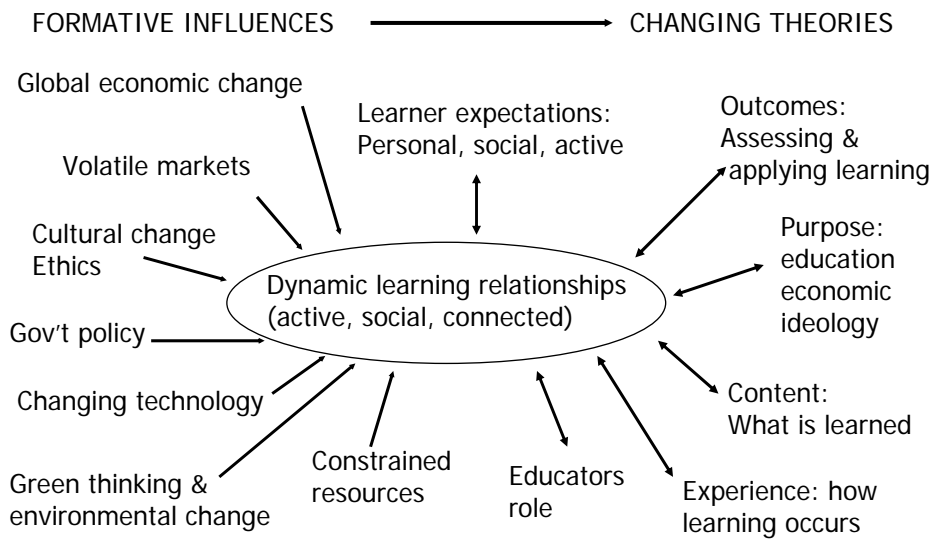 FORMATIVE INFLUENCES
CHANGING THEORIES
Global economic change
Learner expectations:
Personal, social, active
Outcomes:
Assessing &
applying learning
Volatile markets
Cultural change
Ethics
Purpose:
education
economic
ideology
Dynamic learning relationships
(active, social, connected)
Gov't policy
Changing technology
Content:
What is learned
Green thinking &
environmental change
Constrained
resources
Educators
role
Experience: how
learning occurs